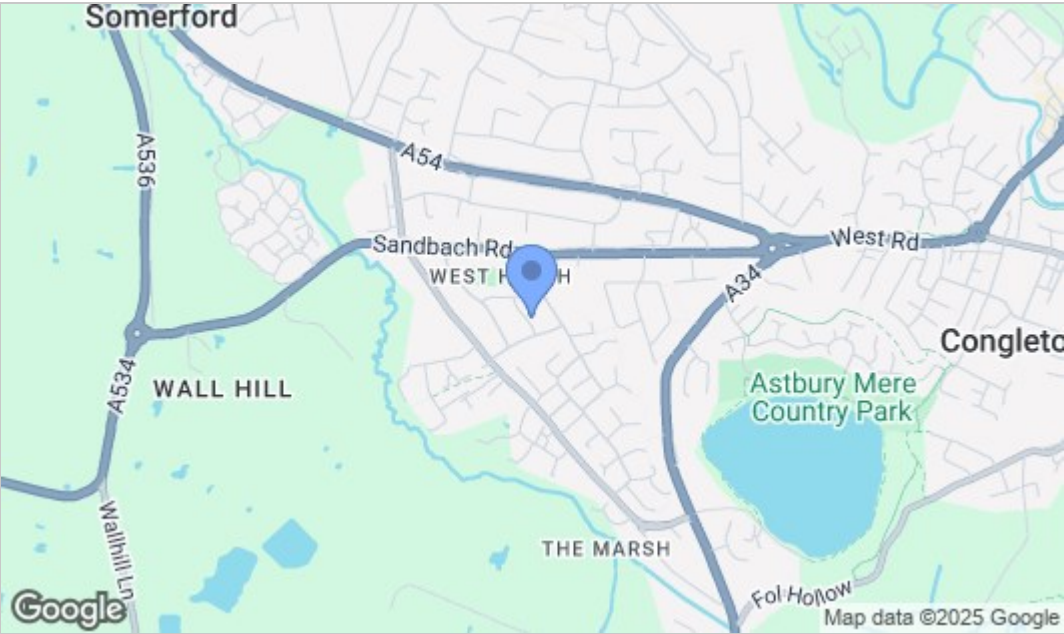 Somerford
A536
A54
Sandbach Rd
West Rd
WEST H
H
A34
Congleto
A534
WALL HILL
Astbury Mere
Country Park
Wallhill Ln
THE MARSH
Fol Hollow
Google
Map data ©2025 Google